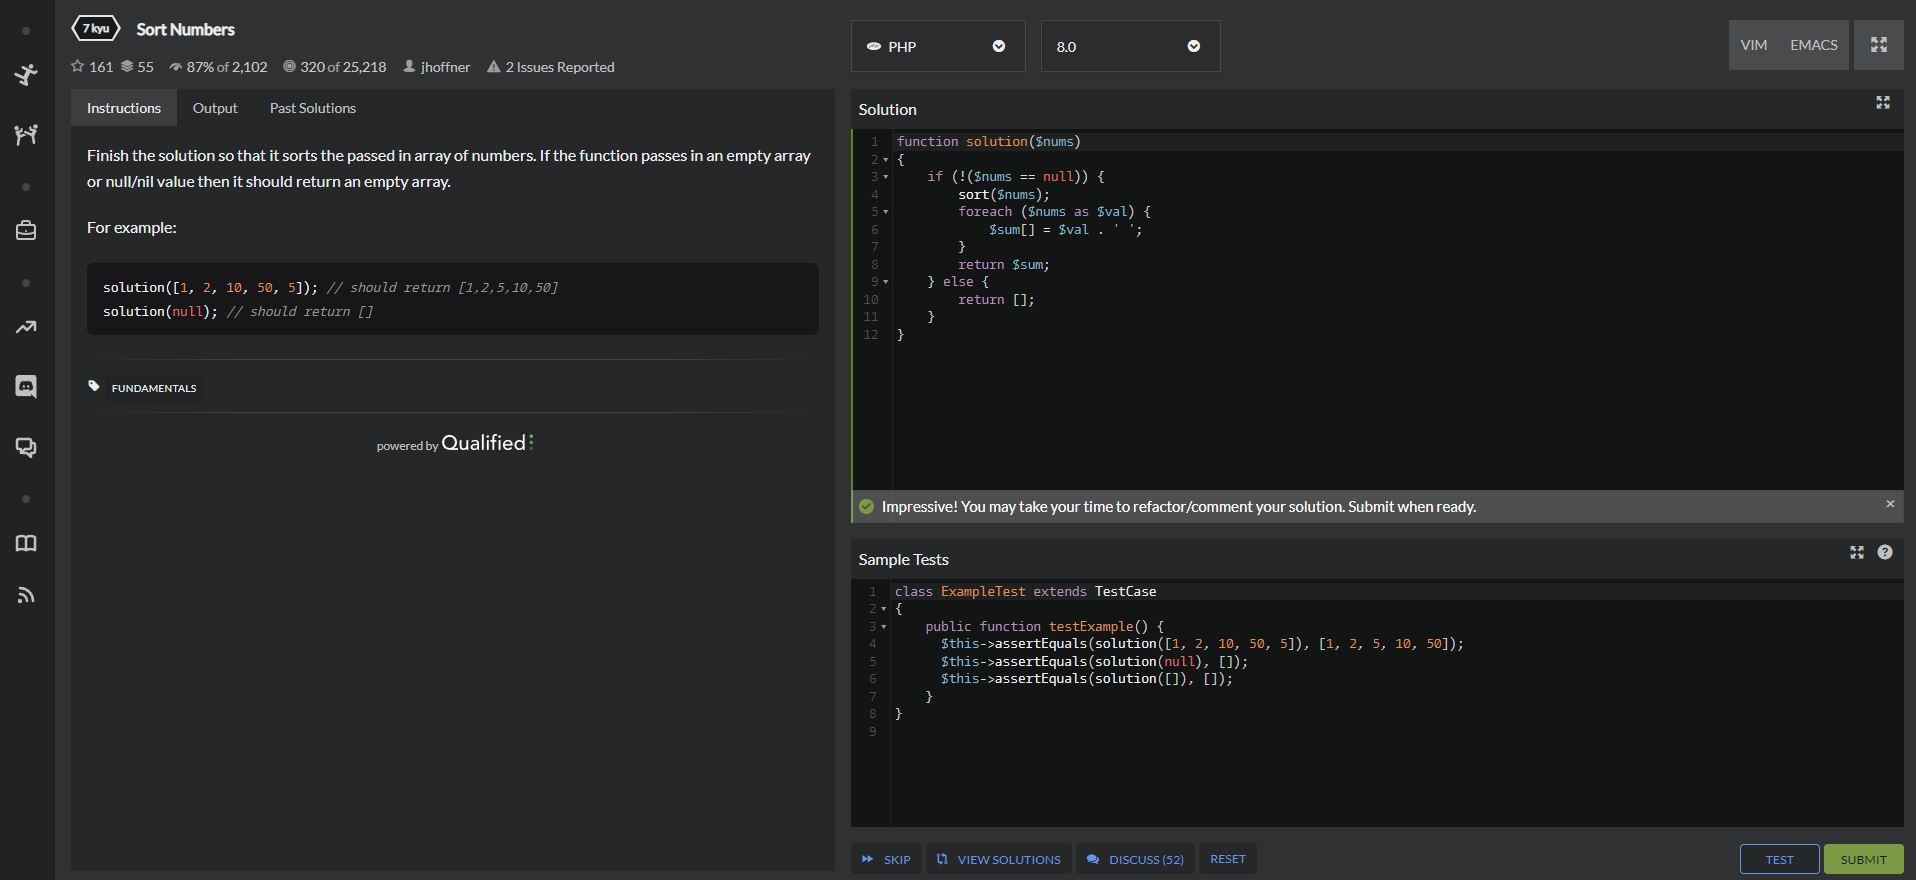 7 kyu
Sort Numbers
161 55 87% of 2,102 320 of 25,218 jhoffner 2 Issues Reported
Instructions Output Past Solutions
Finish the solution so that it sorts the passed in array of numbers. If the function passes in an empty array
or null/nil value then it should return an empty array.
For example:
solution([1, 2, 10, 50, 5]); // should return [1,2,5,10,50]
solution(null); // should return []
FUNDAMENTALS
powered by Qualified
PHP
8.0
VIM EMACS
Solution
1 function solution($nums)
2 {
3 if (!($nums == null)) {
4 sort($nums);
5 foreach ($nums as $val) {
6 $sum[] = $val . ' ';
7 }
8 return $sum;
9 } else {
10 return [];
11 }
12 }
Impressive! You may take your time to refactor/comment your solution. Submit when ready.
Sample Tests
1 class ExampleTest extends TestCase
2 {
3 public function testExample() {
4 $this->assertEquals(solution([1, 2, 10, 50, 5]), [1, 2, 5, 10, 50]);
5 $this->assertEquals(solution(null), []);
6 $this->assertEquals(solution([]), []);
7 }
8 }
9
SKIP VIEW SOLUTIONS DISCUSS (52) RESET TEST SUBMIT